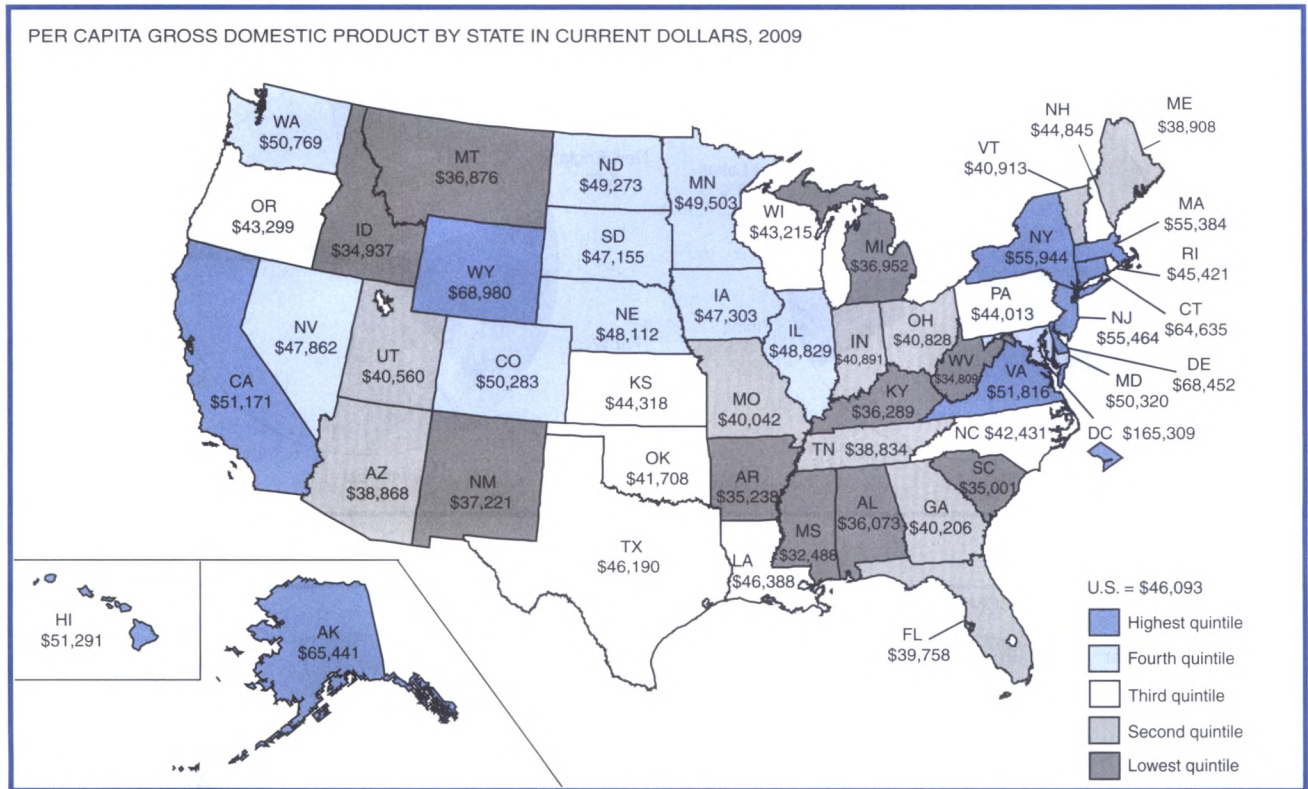 PER CAPITA GROSS DOMESTIC PRODUCT BY STATE IN CURRENT DOLLARS, 2009
WA
$50,769
OR
$43,299
CA
$51,171
NV
$47,862
ID
$34,937
MT
$36,876
WY
$68,980
UT
$40,560
AZ
$38,868
CO
$50,283
NM
$37,221
ND
$49,273
SD
$47,155
NE
$48,112
KS
$44,318
OK
$41,708
TX
$46,190
MN
$49,503
IA
$47,303
MO
$40,042
AR
$35,238
LA
$46,388
WI
$43,215
IL
$48,829
MI
$36,952
IN
$40,891
OH
$40,828
KY
$36,289
TN $38,834
MS
$32,488
AL
$36,073
GA
$40,206
FL
$39,758
SC
$35,001
NC $42,431
WV
$34,809
VA
$51,816
PA
$44,013
NY
$55,944
VT
$40,913
NH
$44,845
ME
$38,908
MA
$55,384
RI
$45,421
CT
$64,635
NJ
$55,464
DE
$68,452
MD
$50,320
DC $165,309
HI
$51,291
AK
$65,441
U.S. = $46,093
Highest quintile
Fourth quintile
Third quintile
Second quintile
Lowest quintile